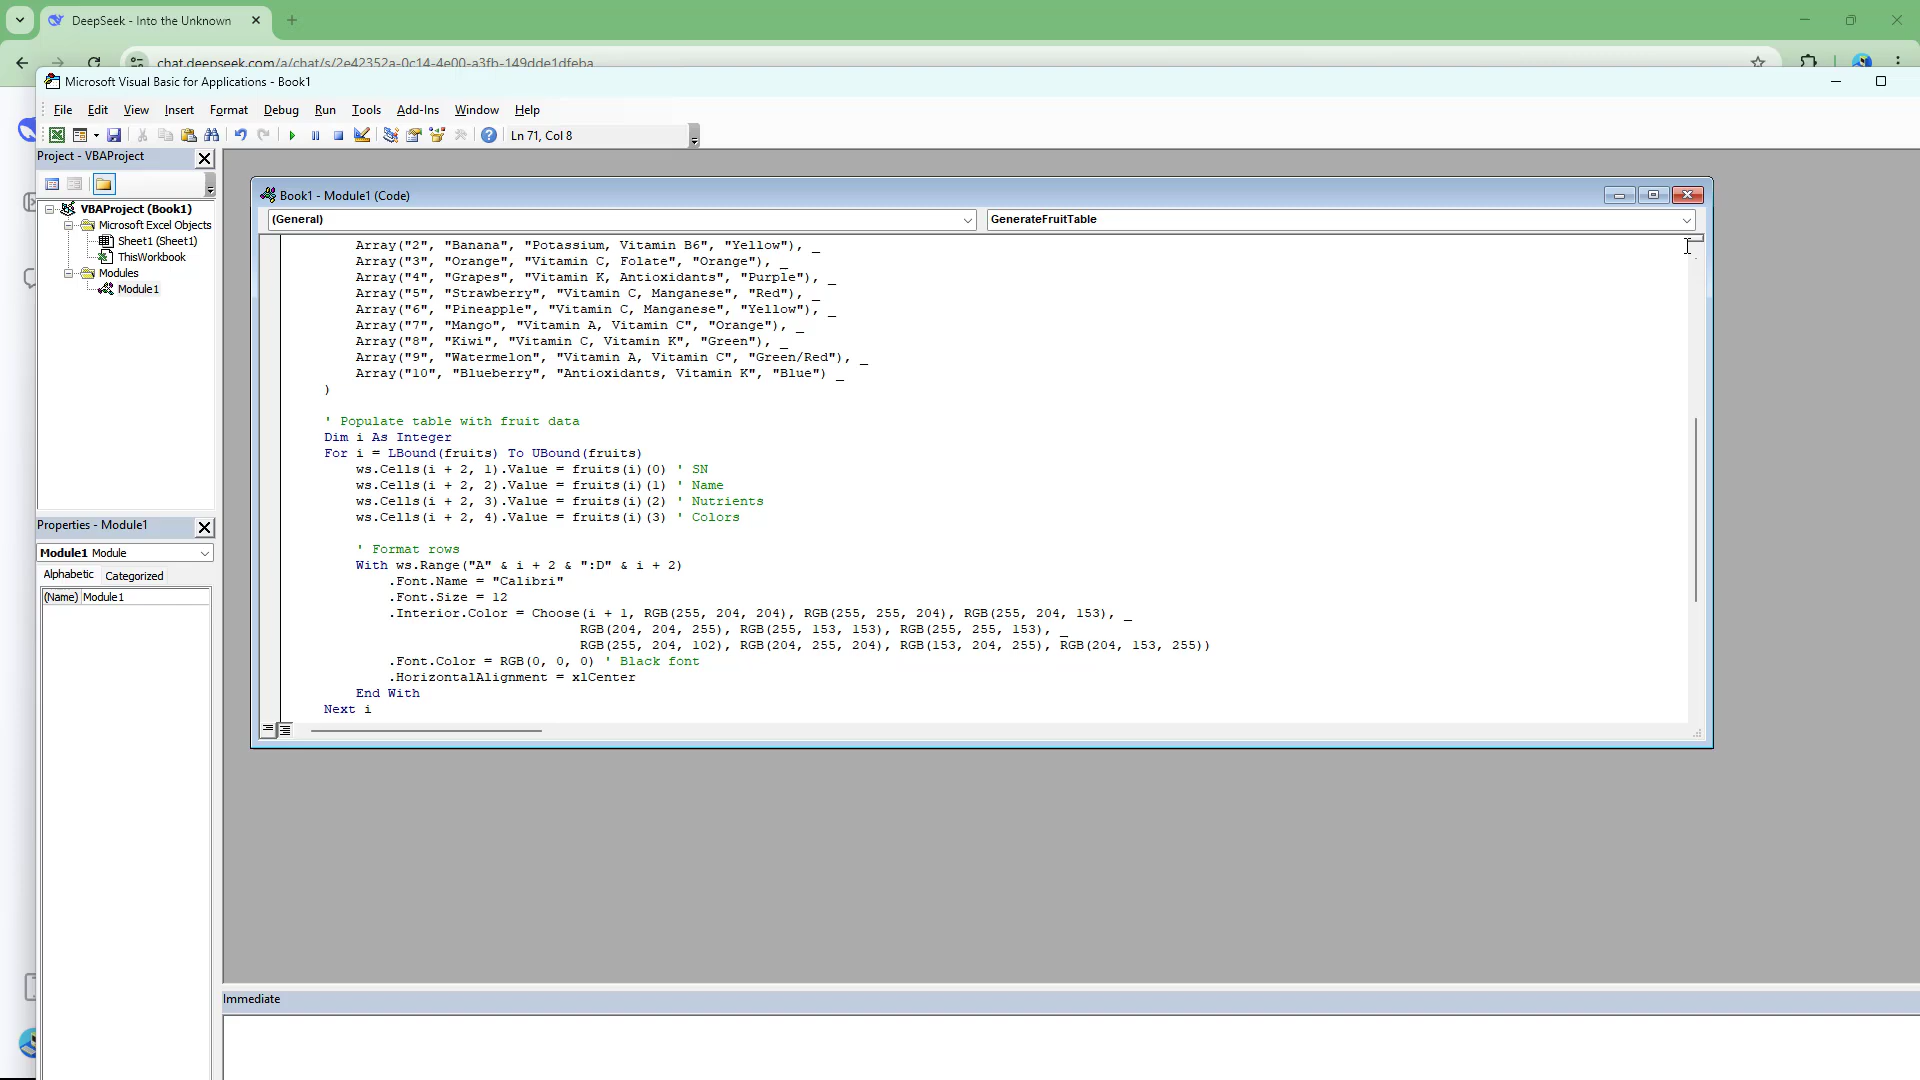 DeepSeek - Into the Unknown
chat.deepseek.com/a/chat/s/2e42352a-0c14-4e00-a3fb-149dde1dfeba
Microsoft Visual Basic for Applications - Book1
File Edit View Insert Format Debug Run Tools Add-Ins Window Help
Ln 71, Col 8
Project - VBAProject
VBAProject (Book1)
Microsoft Excel Objects
Sheet1 (Sheet1)
ThisWorkbook
Modules
Module1
Properties - Module1
Module1 Module
Alphabetic Categorized
(Name) Module1
Book1 - Module1 (Code)
(General) GenerateFruitTable
Array("2", "Banana", "Potassium, Vitamin B6", "Yellow"), _
Array("3", "Orange", "Vitamin C, Folate", "Orange"), _
Array("4", "Grapes", "Vitamin K, Antioxidants", "Purple"), _
Array("5", "Strawberry", "Vitamin C, Manganese", "Red"), _
Array("6", "Pineapple", "Vitamin C, Manganese", "Yellow"), _
Array("7", "Mango", "Vitamin A, Vitamin C", "Orange"), _
Array("8", "Kiwi", "Vitamin C, Vitamin K", "Green"), _
Array("9", "Watermelon", "Vitamin A, Vitamin C", "Green/Red"), _
Array("10", "Blueberry", "Antioxidants, Vitamin K", "Blue") _
)
' Populate table with fruit data
Dim i As Integer
For i = LBound(fruits) To UBound(fruits)
ws.Cells(i + 2, 1).Value = fruits(i)(0) ' SN
ws.Cells(i + 2, 2).Value = fruits(i)(1) ' Name
ws.Cells(i + 2, 3).Value = fruits(i)(2) ' Nutrients
ws.Cells(i + 2, 4).Value = fruits(i)(3) ' Colors
' Format rows
With ws.Range("A" & i + 2 & ":D" & i + 2)
.Font.Name = "Calibri"
.Font.Size = 12
.Interior.Color = Choose(i + 1, RGB(255, 204, 204), RGB(255, 255, 204), RGB(255, 204, 153), _
RGB(204, 204, 255), RGB(255, 153, 153), RGB(255, 255, 153), _
RGB(255, 204, 102), RGB(204, 255, 204), RGB(153, 204, 255), RGB(204, 153, 255))
.Font.Color = RGB(0, 0, 0) ' Black font
.HorizontalAlignment = xlCenter
End With
Next i
Immediate